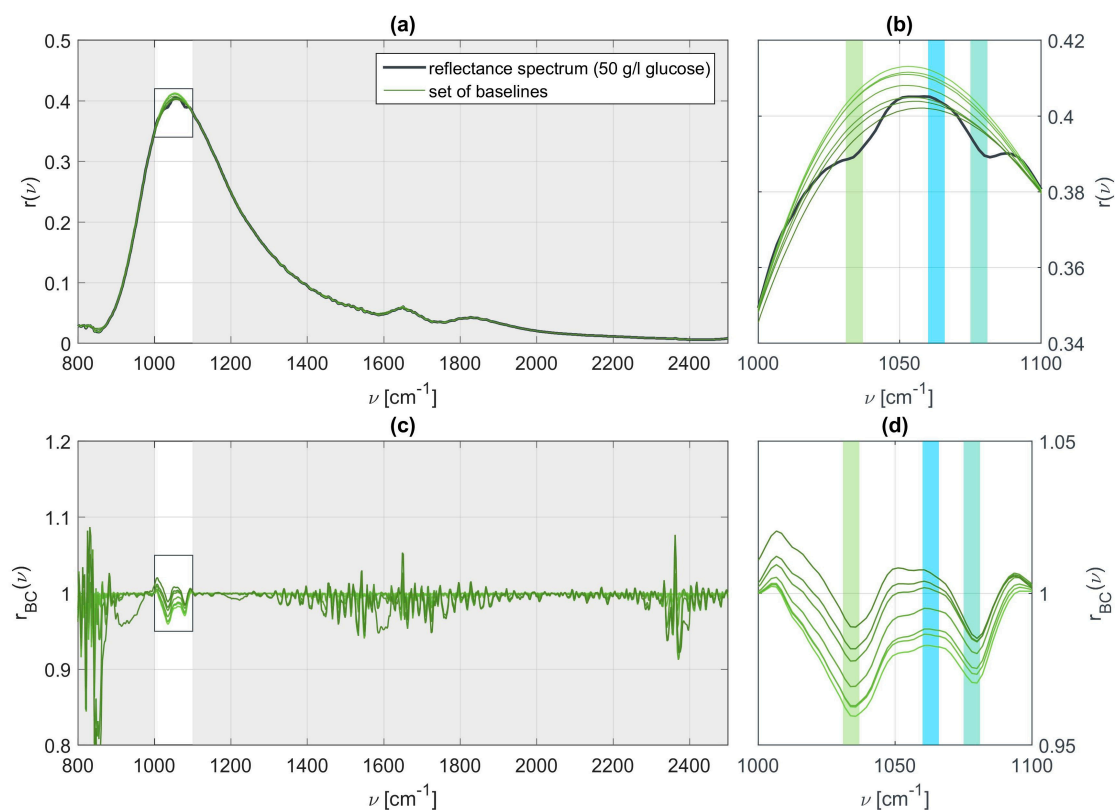 (a)
0.5
0.4
0.3
0.2
0.1
0
r(ν)
reflectance spectrum (50 g/l glucose)
set of baselines
800 1000 1200 1400 1600 1800 2000 2200 2400
ν [cm⁻¹]
(b)
0.42
0.4
0.38
0.36
0.34
r(ν)
1000 1050 1100
ν [cm⁻¹]
(c)
1.2
1.1
1
0.9
0.8
r_BC(ν)
800 1000 1200 1400 1600 1800 2000 2200 2400
ν [cm⁻¹]
(d)
1.05
1
0.95
r_BC(ν)
1000 1050 1100
ν [cm⁻¹]